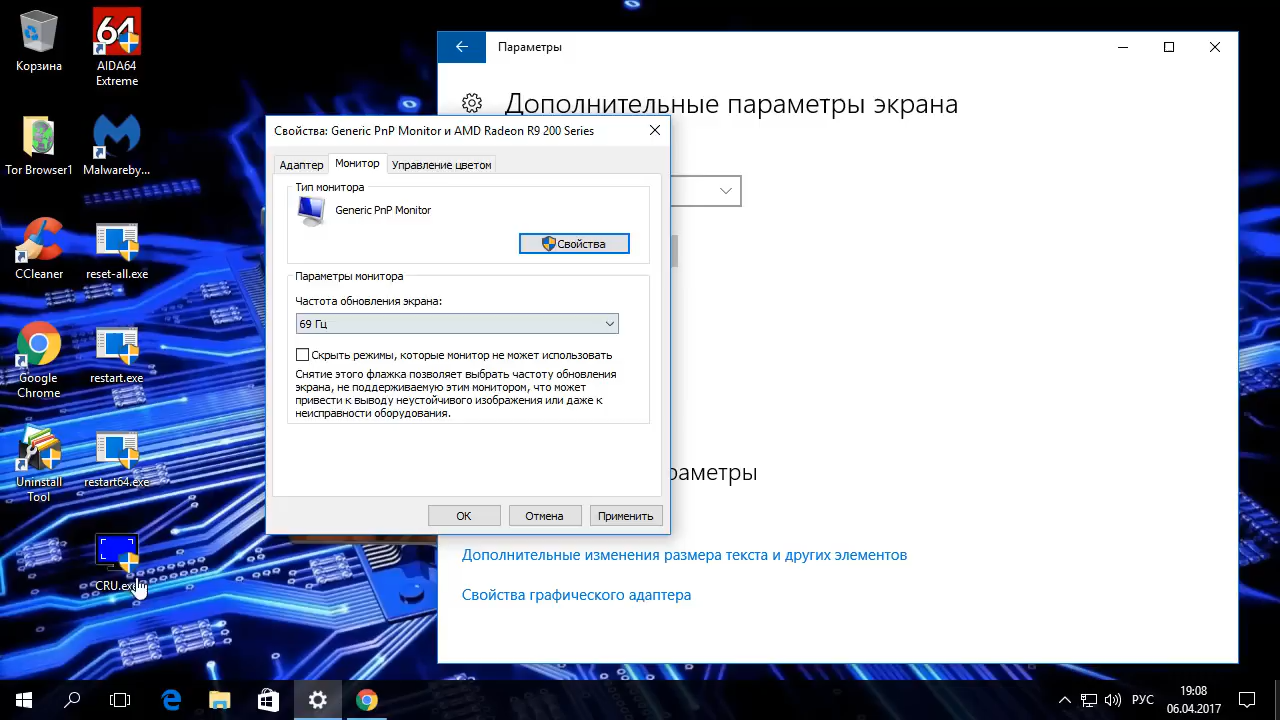 Корзина
64
AIDA64
Extreme
Tor Browser1
Malwareby...
CCleaner
reset-all.exe
Google
Chrome
restart.exe
Uninstall
Tool
restart64.exe
CRU.exe
Параметры
Дополнительные параметры экрана
Свойства: Generic PnP Monitor и AMD Radeon R9 200 Series
Адаптер
Монитор
Управление цветом
Тип монитора
Generic PnP Monitor
Свойства
Параметры монитора
Частота обновления экрана:
69 Гц
Скрыть режимы, которые монитор не может использовать
Снятие этого флажка позволяет выбрать частоту обновления
экрана, не поддерживаемую этим монитором, что может
привести к выводу неустойчивого изображения или даже к
неисправности оборудования.
ОК
Отмена
Применить
раметры
Дополнительные изменения размера текста и других элементов
Свойства графического адаптера
РУС
19:08
06.04.2017